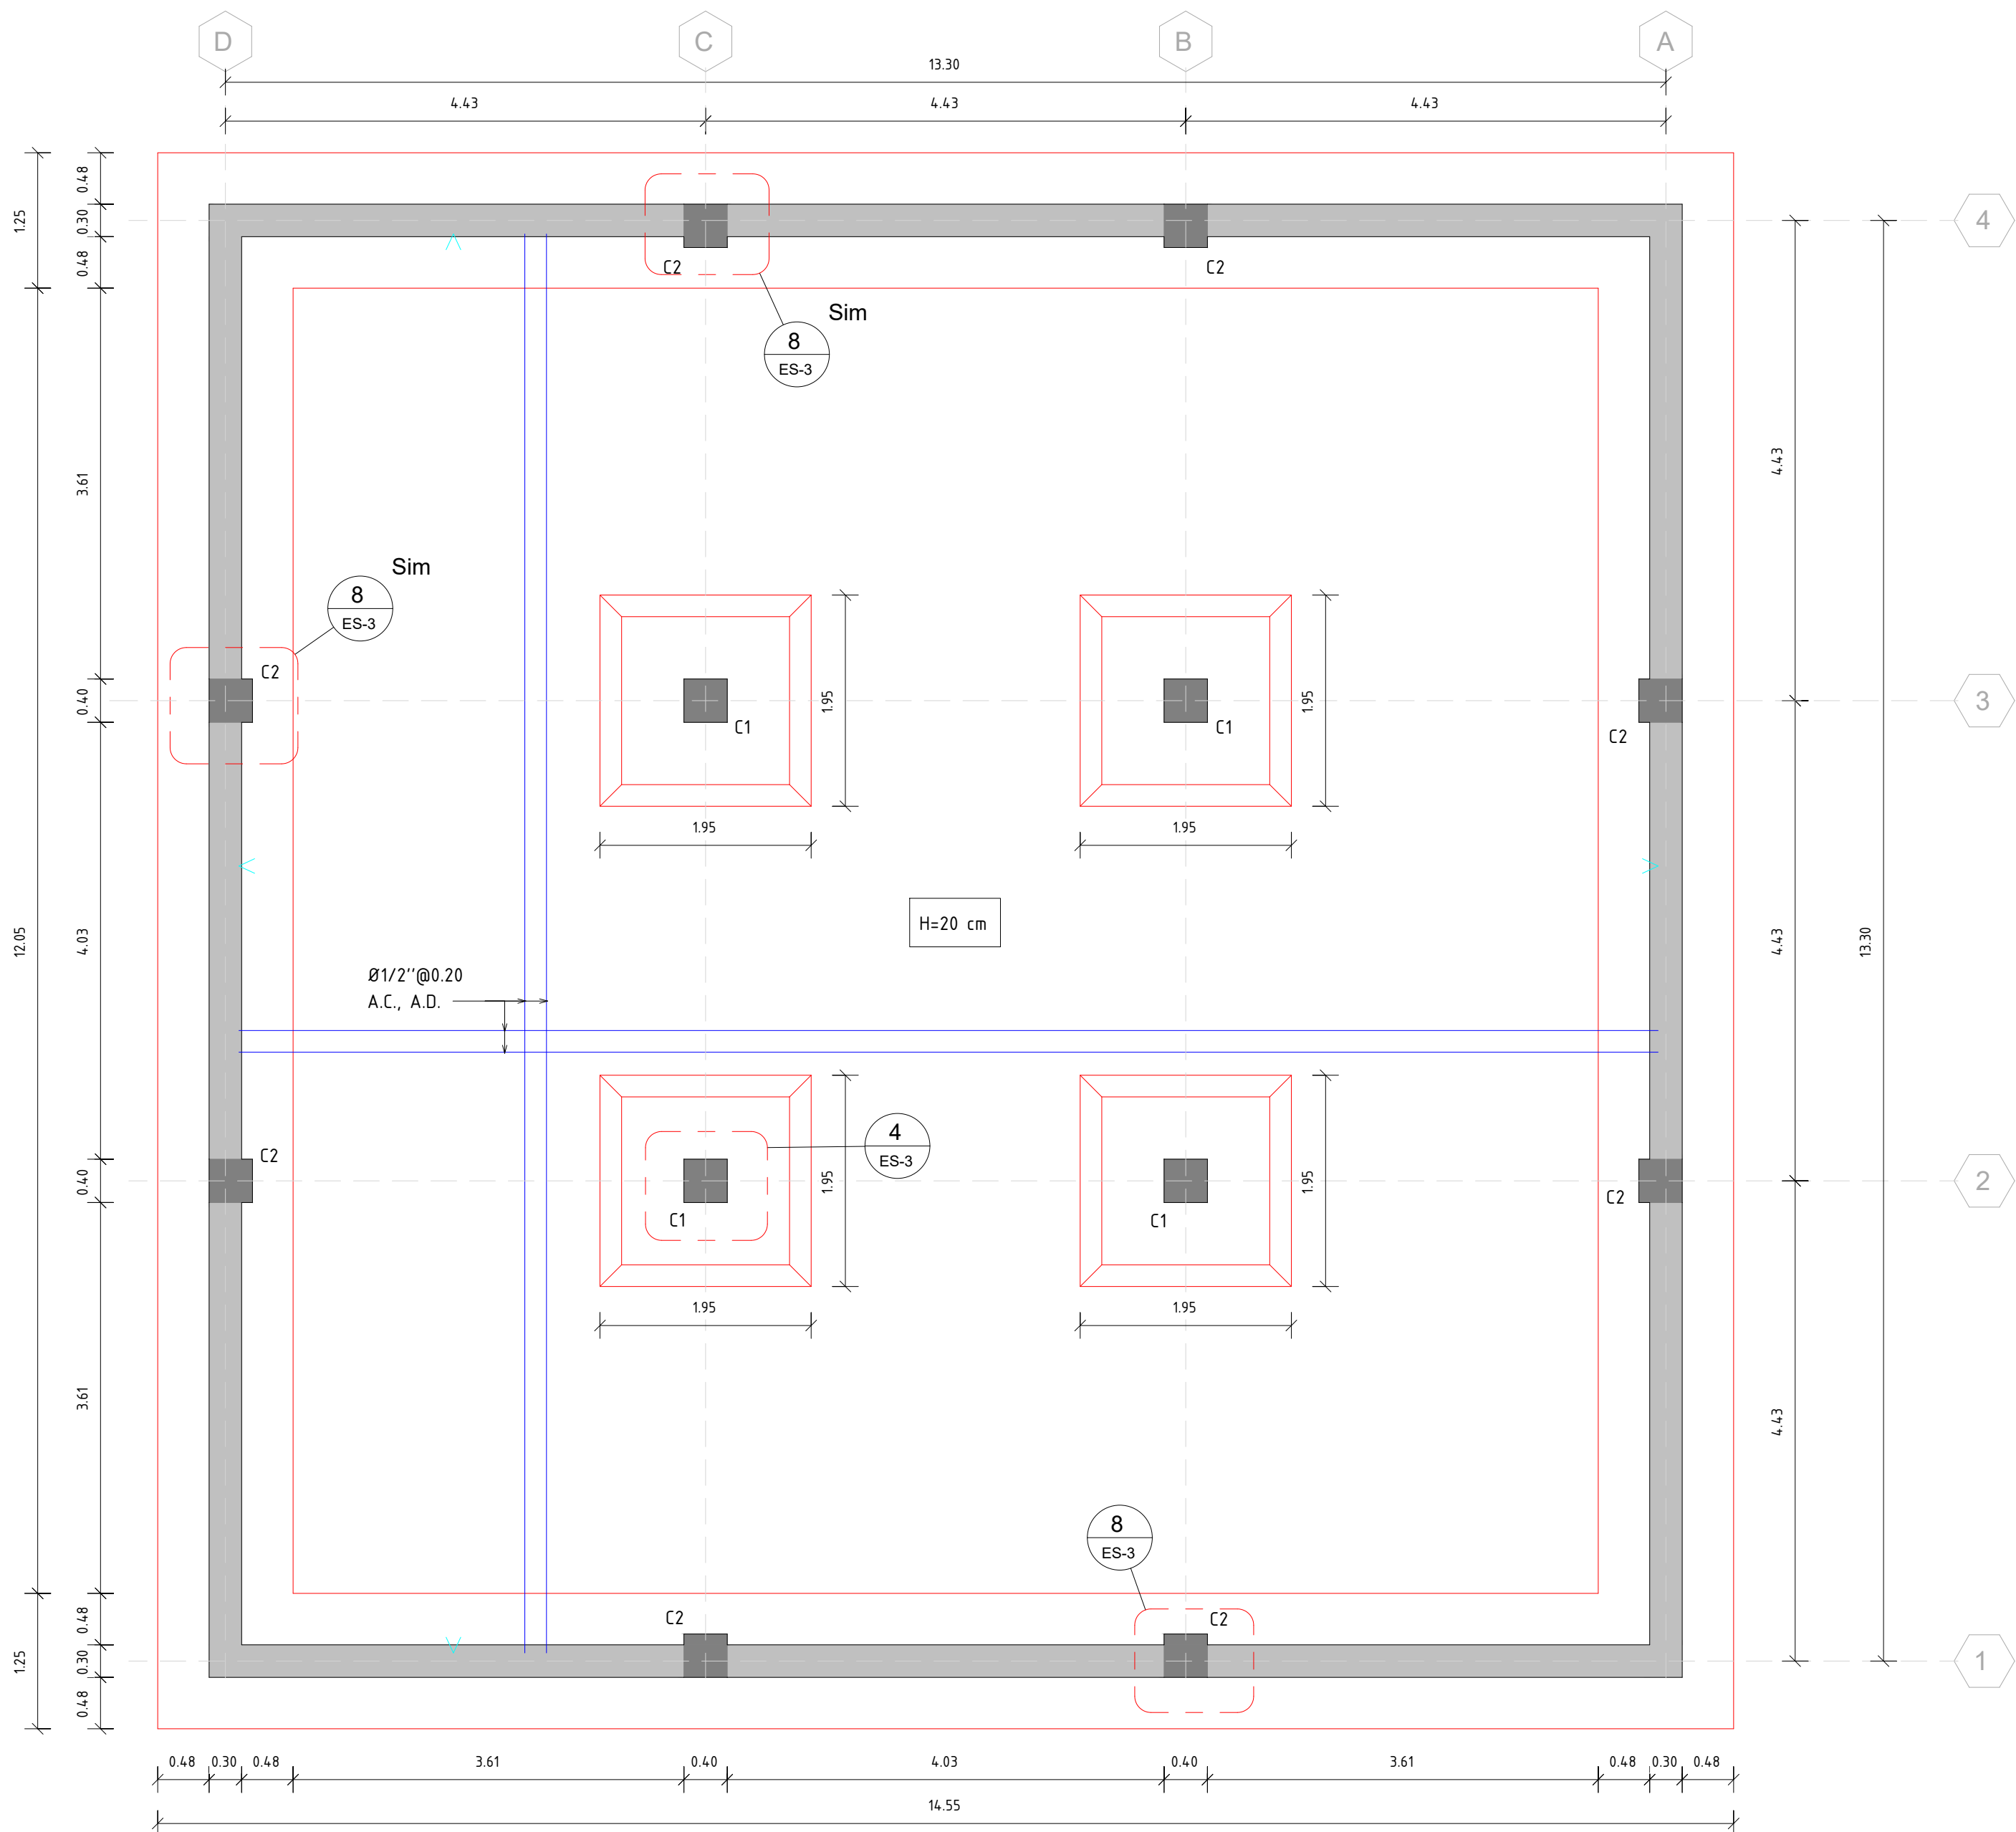 D
C
B
A
13.30
4.43
4.43
4.43
0.48
1.25
0.30
4
0.48
C2
C2
Sim
8
ES-3
4.43
3.61
Sim
8
ES-3
C2
0.40
1.95
1.95
3
C1
C1
C2
1.95
1.95
H=20 cm
12.05
4.03
4.43
13.30
Ø1/2''@0.20
A.C., A.D.
4
ES-3
C2
0.40
1.95
1.95
2
C2
C1
C1
1.95
1.95
3.61
4.43
8
ES-3
0.48
C2
C2
1.25
0.30
1
0.48
0.48
0.30
0.48
3.61
0.40
4.03
0.40
3.61
0.48
0.30
0.48
14.55